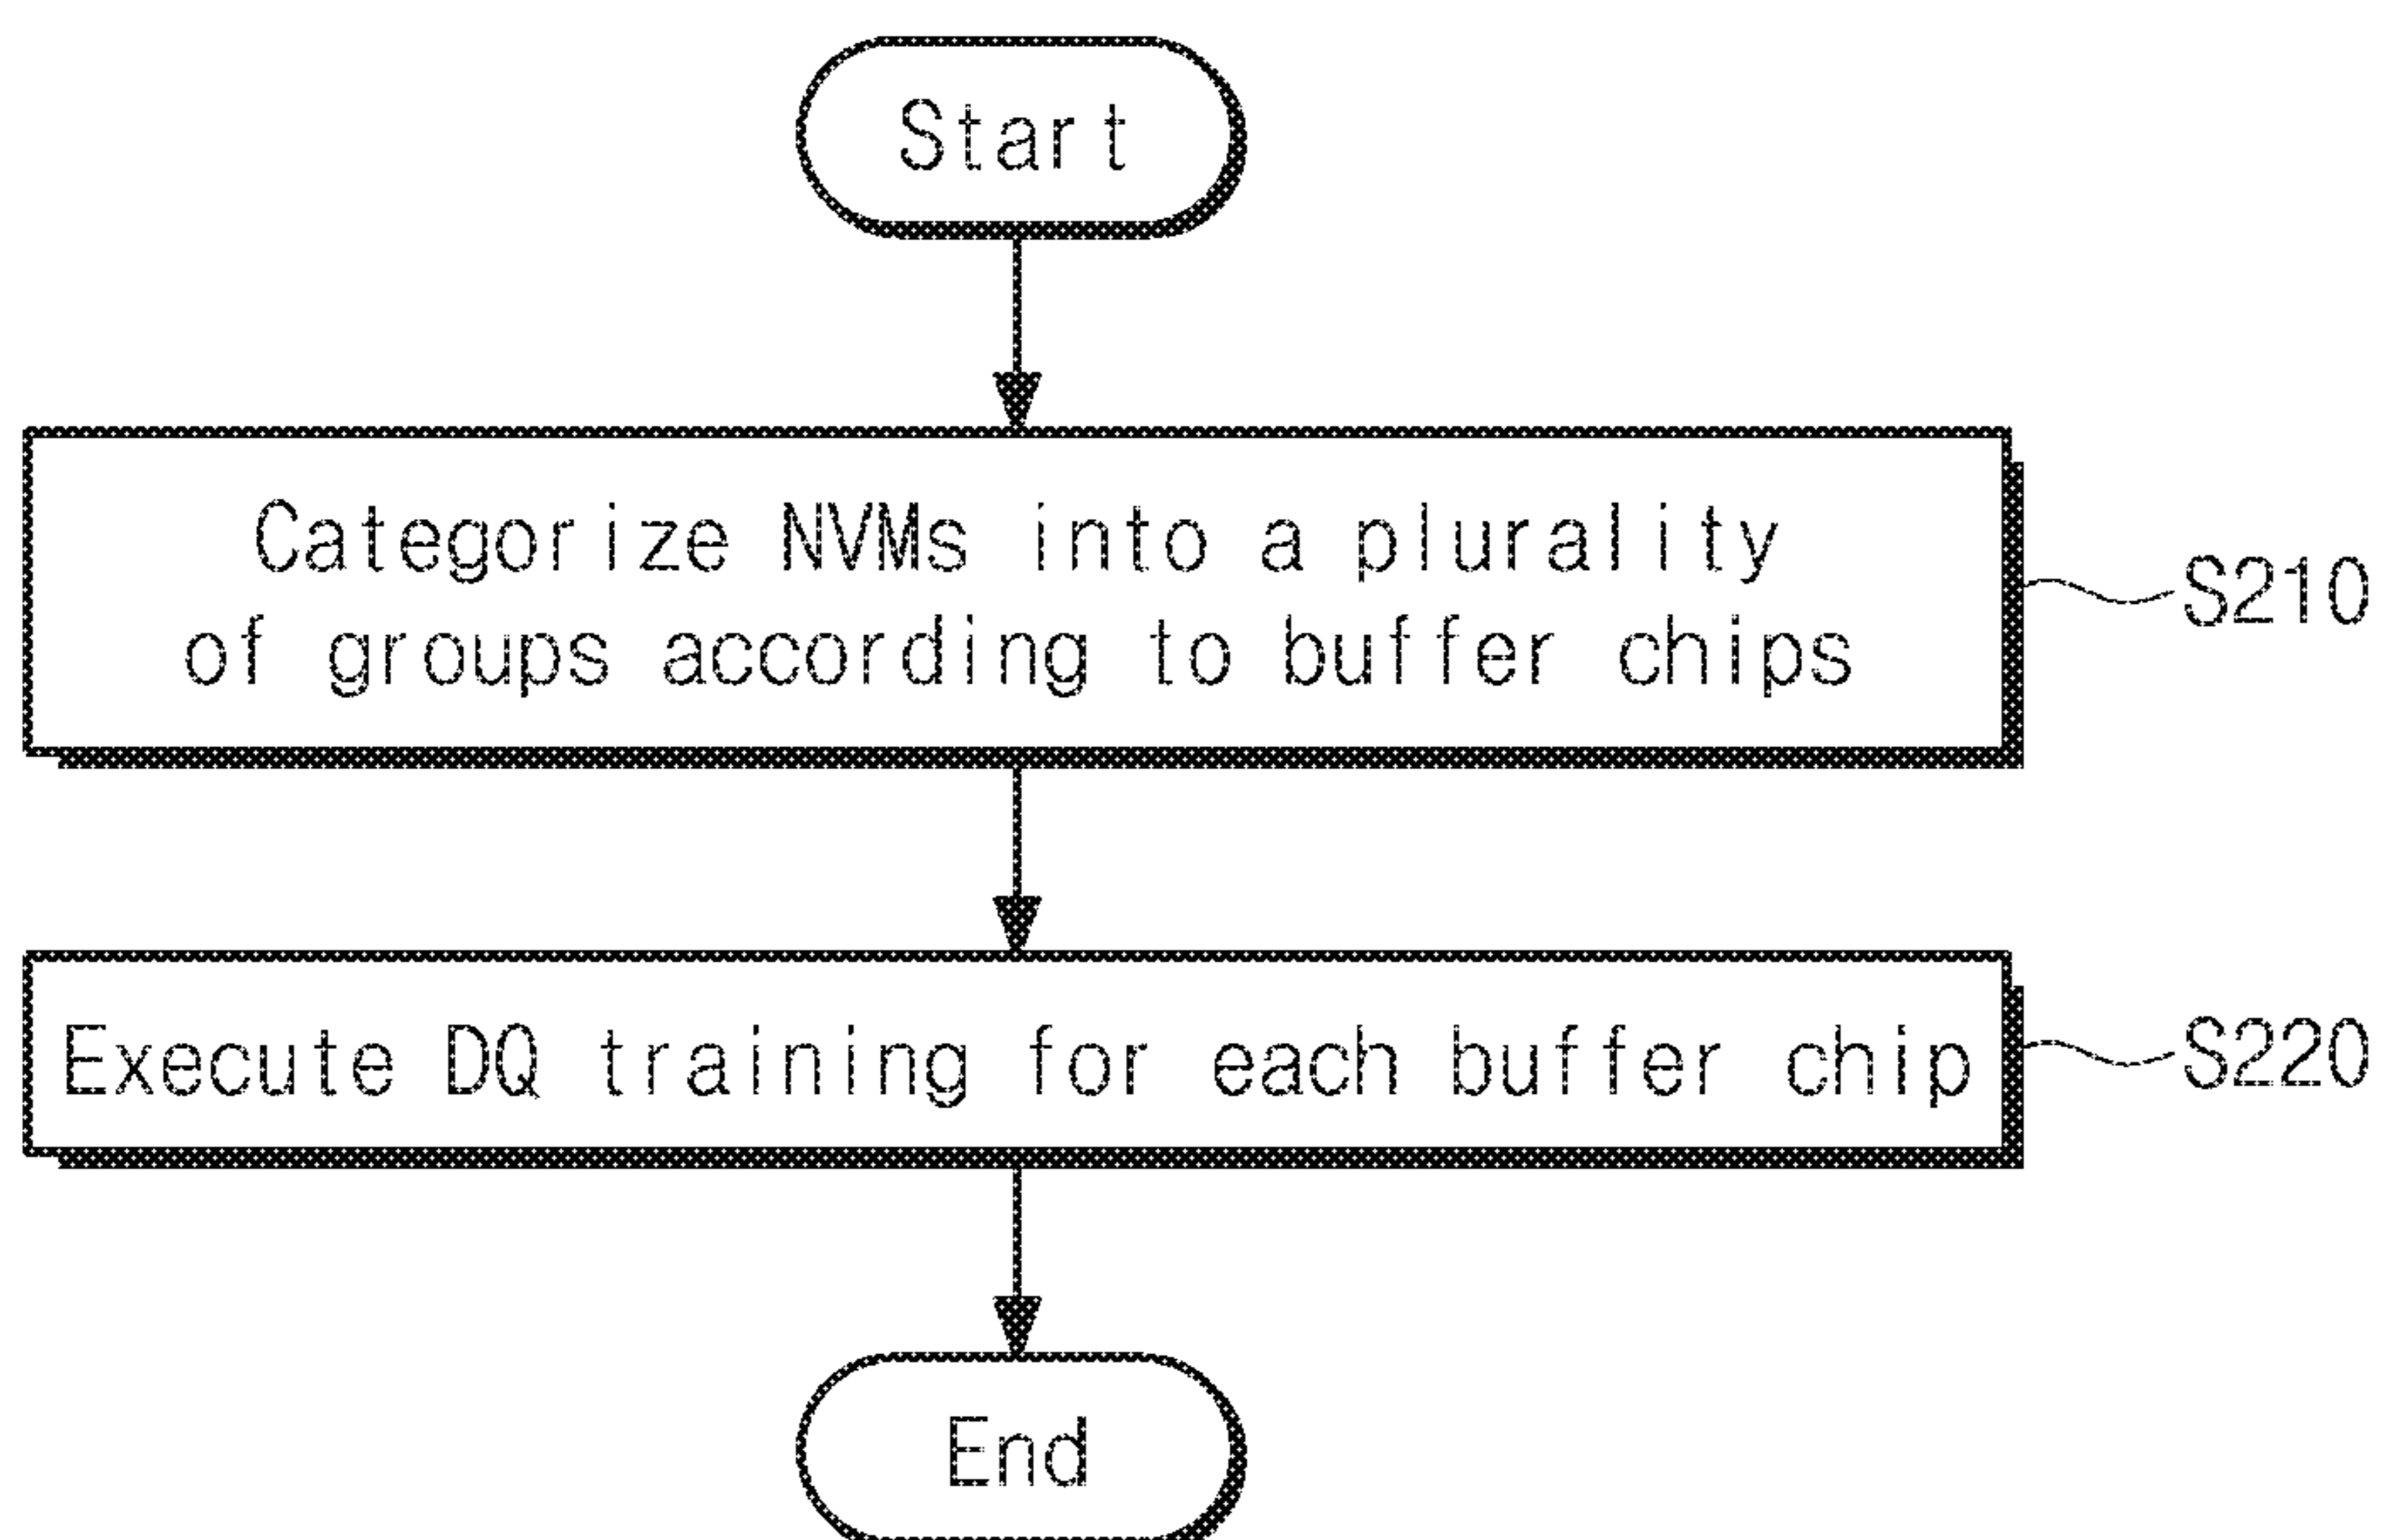 Start
Categorize NVMs into a plurality
of groups according to buffer chips
S210
Execute DQ training for each buffer chip
S220
End